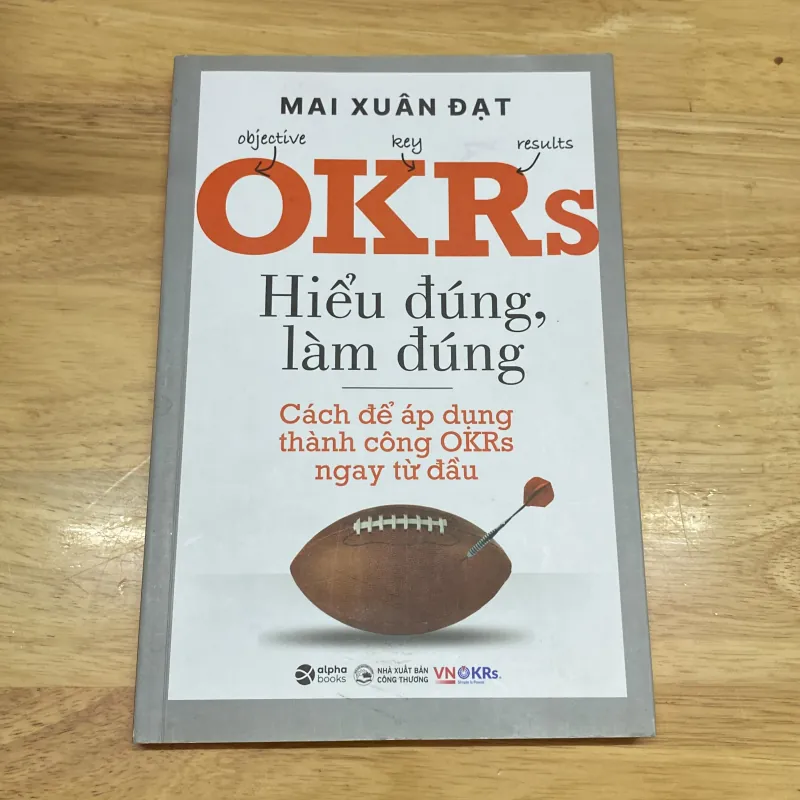 MAI XUÂN ĐẠT
objective key results
OKRs
Hiểu đúng,
làm đúng
Cách để áp dụng
thành công OKRs
ngay từ đầu
alpha books
NHÀ XUẤT BẢN
CÔNG THƯƠNG
VNOKRs.